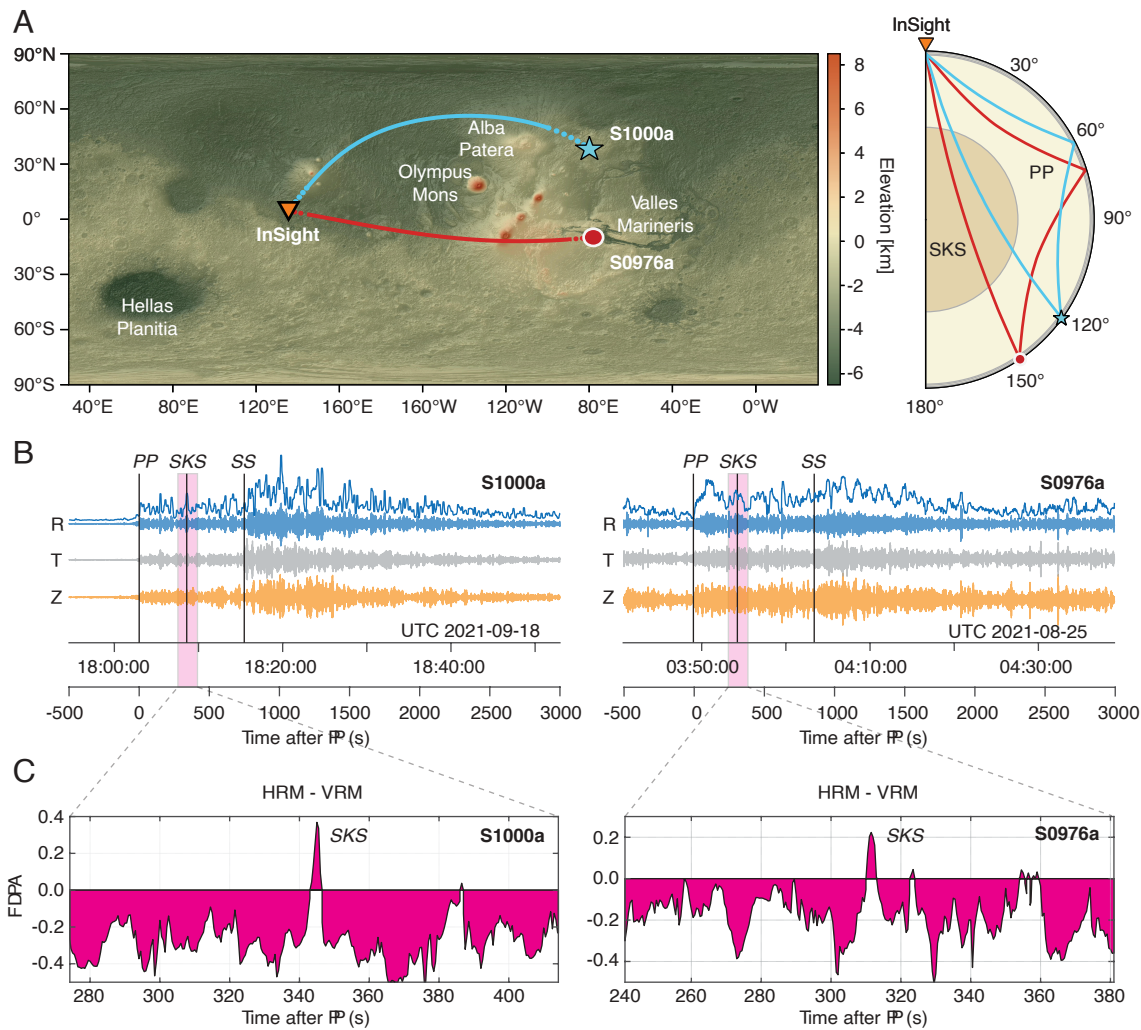 A
InSight
90°N
60°N
30°N
0°
30°S
60°S
90°S
Alba
Patera
S1000a
Olympus
Mons
Valles
Marineris
InSight
S0976a
Hellas
Planitia
40°E
80°E
120°E
160°E
160°W
120°W
80°E
40°E
0°W
8
6
4
2
0
-2
-4
-6
Elevation [km]
30°
60°
PP
90°
SKS
120°
150°
180°
B
PP SKS SS
S1000a
R
T
Z
UTC 2021-09-18
18:00:00 18:20:00 18:40:00
-500 0 500 1000 1500 2000 2500 3000
Time after PP (s)
PP SKS SS
S0976a
R
T
Z
UTC 2021-08-25
03:50:00 04:10:00 04:30:00
-500 0 500 1000 1500 2000 2500 3000
Time after PP (s)
C
HRM - VRM
0.4
0.2
0.0
-0.2
-0.4
FDPA
SKS
S1000a
280 300 320 340 360 380 400
Time after PP (s)
HRM - VRM
0.2
0.0
-0.2
-0.4
SKS
S0976a
240 260 280 300 320 340 360 380
Time after PP (s)